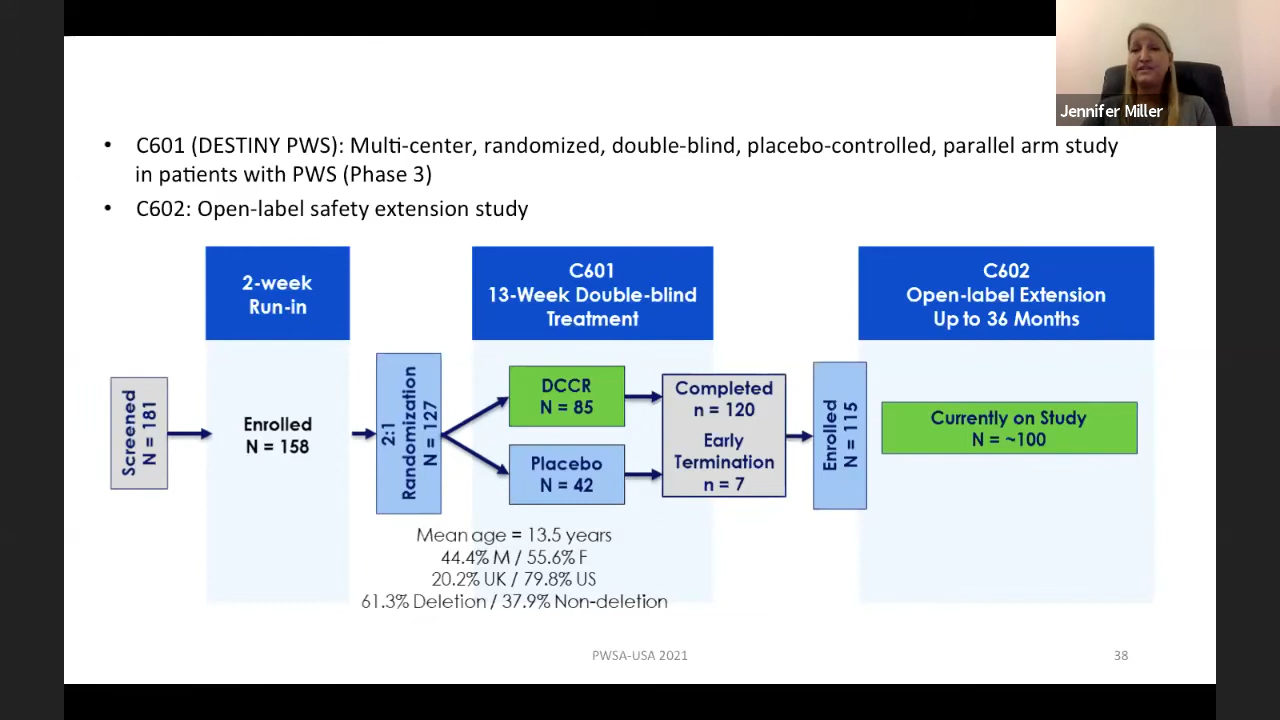 Jennifer Miller
• C601 (DESTINY PWS): Multi-center, randomized, double-blind, placebo-controlled, parallel arm study
in patients with PWS (Phase 3)
• C602: Open-label safety extension study
2-week
Run-in
C601
13-Week Double-blind
Treatment
C602
Open-label Extension
Up to 36 Months
Screened
N = 181
Enrolled
N = 158
2:1
Randomization
N = 127
DCCR
N = 85
Placebo
N = 42
Completed
n = 120
Early
Termination
n = 7
Enrolled
N = 115
Currently on Study
N = ~100
Mean age = 13.5 years
44.4% M / 55.6% F
20.2% UK / 79.8% US
61.3% Deletion / 37.9% Non-deletion
PWSA-USA 2021
38